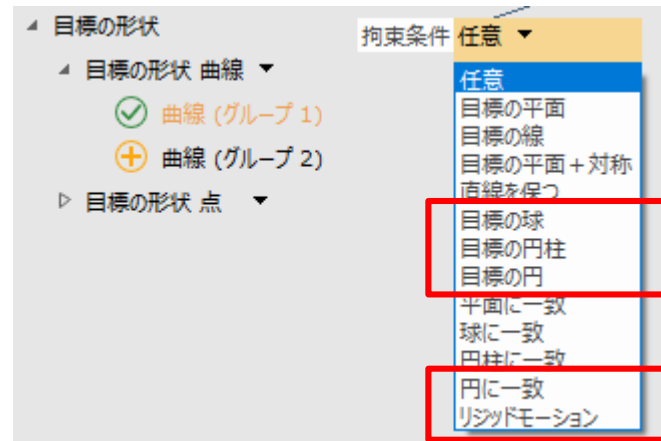 目標の形状
目標の形状 曲線
曲線 (グループ 1)
曲線 (グループ 2)
目標の形状 点
拘束条件 任意
任意
目標の平面
目標の線
目標の平面+対称
直線を保つ
目標の球
目標の円柱
目標の円
平面に一致
球に一致
円柱に一致
円に一致
リジッドモーション